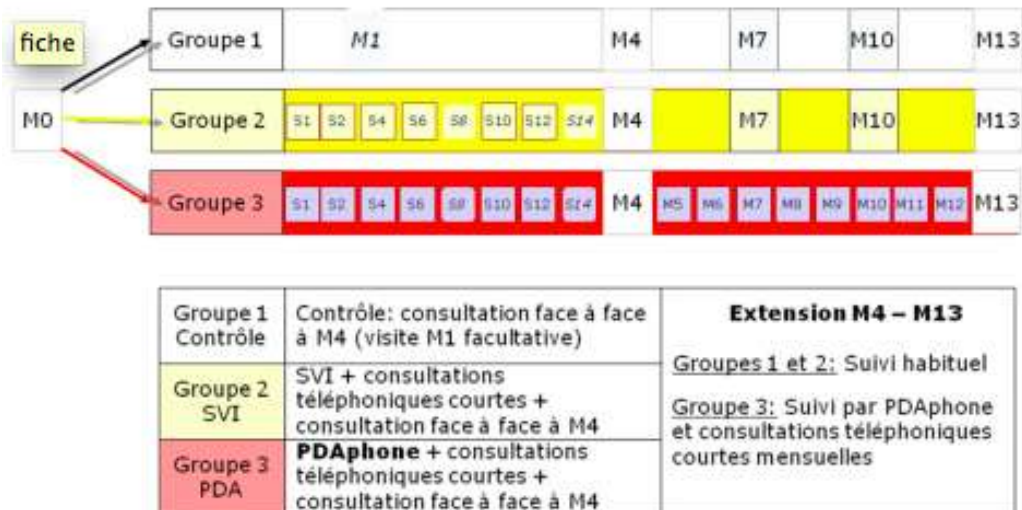 fiche
M0
Groupe 1 M1 M4 M7 M10 M13
Groupe 2 S1 S2 S4 S6 S8 S10 S12 S14 M4 M7 M10 M13
Groupe 3 S1 S2 S4 S6 S8 S10 S12 S14 M4 M5 M6 M7 M8 M9 M10 M11 M12 M13
Groupe 1
Contrôle
Contrôle: consultation face à face
à M4 (visite M1 facultative)
Groupe 2
SVI
SVI + consultations
téléphoniques courtes +
consultation face à face à M4
Groupe 3
PDA
PDAphone + consultations
téléphoniques courtes +
consultation face à face à M4
Extension M4 – M13
Groupes 1 et 2: Suivi habituel
Groupe 3: Suivi par PDAphone
et consultations téléphoniques
courtes mensuelles